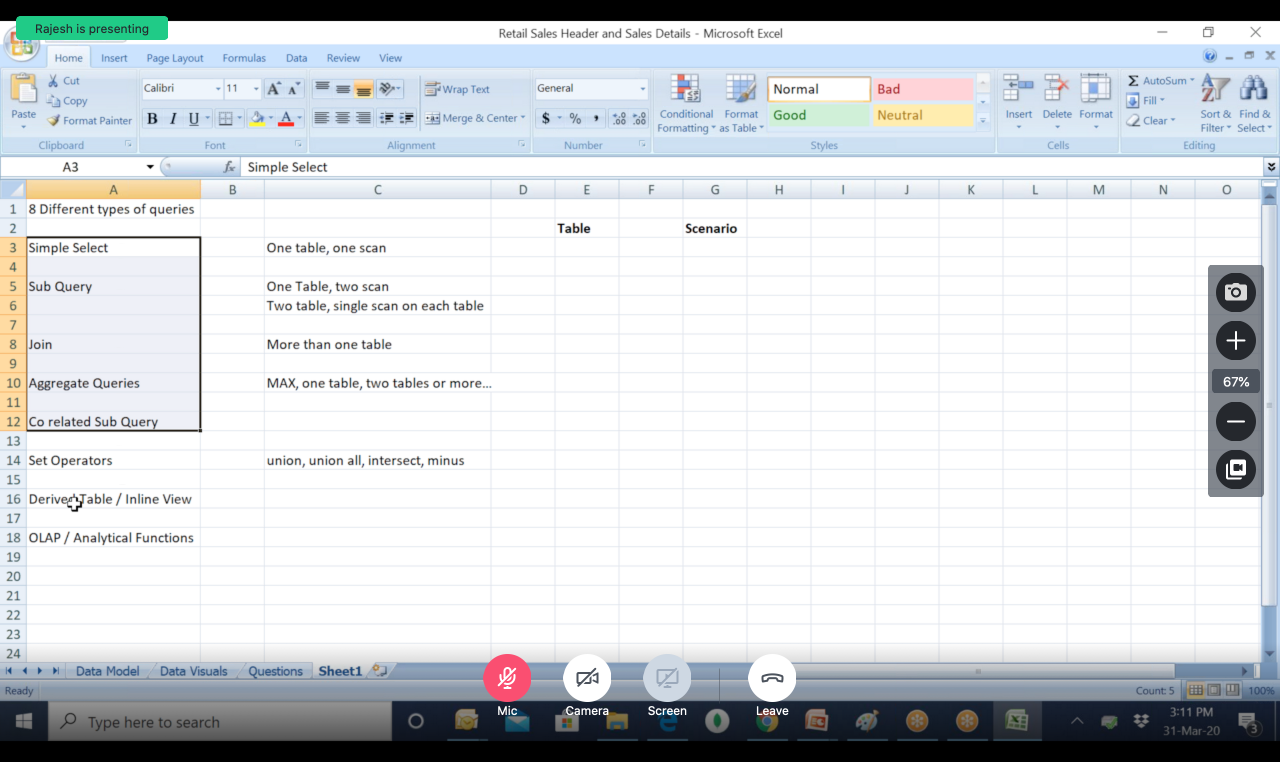 Rajesh is presenting
Retail Sales Header and Sales Details - Microsoft Excel
Home Insert Page Layout Formulas Data Review View
Cut
Copy
Format Painter
Paste
Clipboard
Calibri 11
B I U
Font
Wrap Text
Merge & Center
Alignment
General
$ % ,
Number
Conditional Formatting
Format as Table
Normal Bad
Good Neutral
Styles
Insert Delete Format
Cells
Σ AutoSum
Fill
Clear
Sort & Filter
Find & Select
Editing
A3 fx Simple Select
A B C D E F G H I J K L M N O
1 8 Different types of queries
2 Table Scenario
3 Simple Select One table, one scan
4
5 Sub Query One Table, two scan
6 Two table, single scan on each table
7
8 Join More than one table
9
10 Aggregate Queries MAX, one table, two tables or more...
11
12 Co related Sub Query
13
14 Set Operators union, union all, intersect, minus
15
16 Derived Table / Inline View
17
18 OLAP / Analytical Functions
19
20
21
22
23
24
67%
Data Model Data Visuals Questions Sheet1
Ready Count: 5 100%
Mic Camera Screen Leave
Type here to search
3:11 PM
31-Mar-20
3